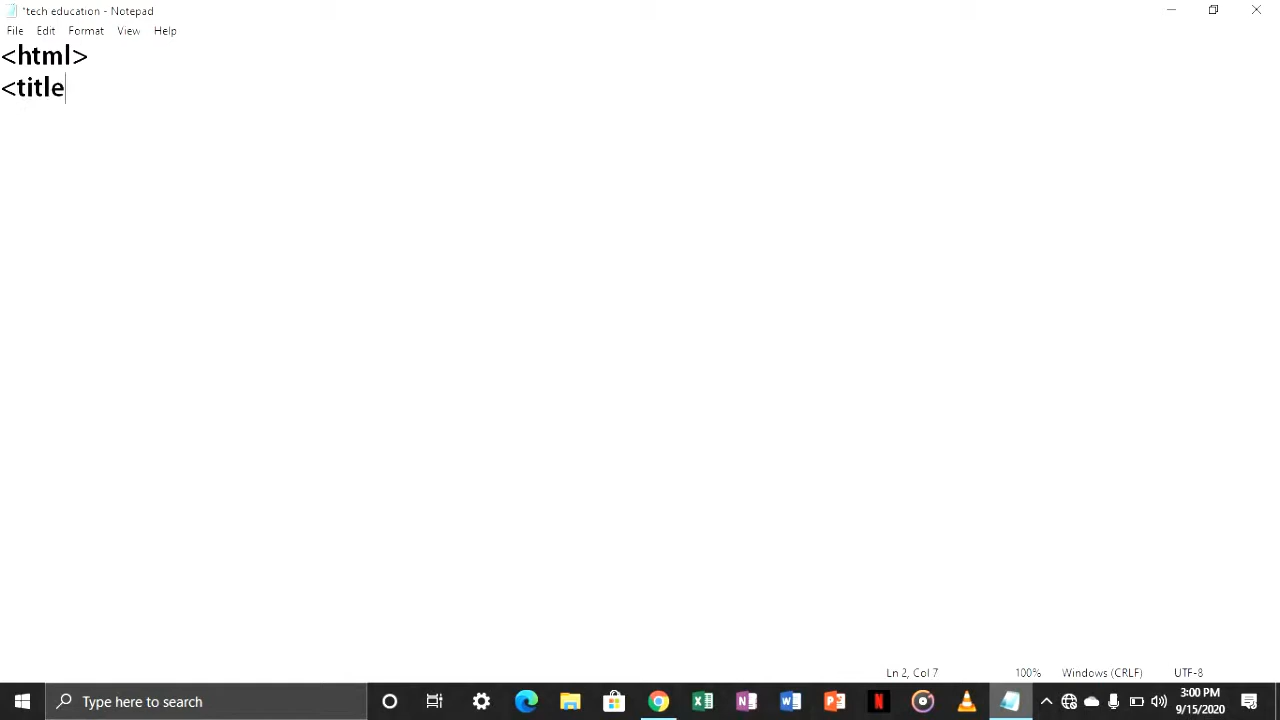 *tech education - Notepad
File Edit Format View Help
<html>
<title
Ln 2, Col 7 100% Windows (CRLF) UTF-8
Type here to search
3:00 PM
9/15/2020